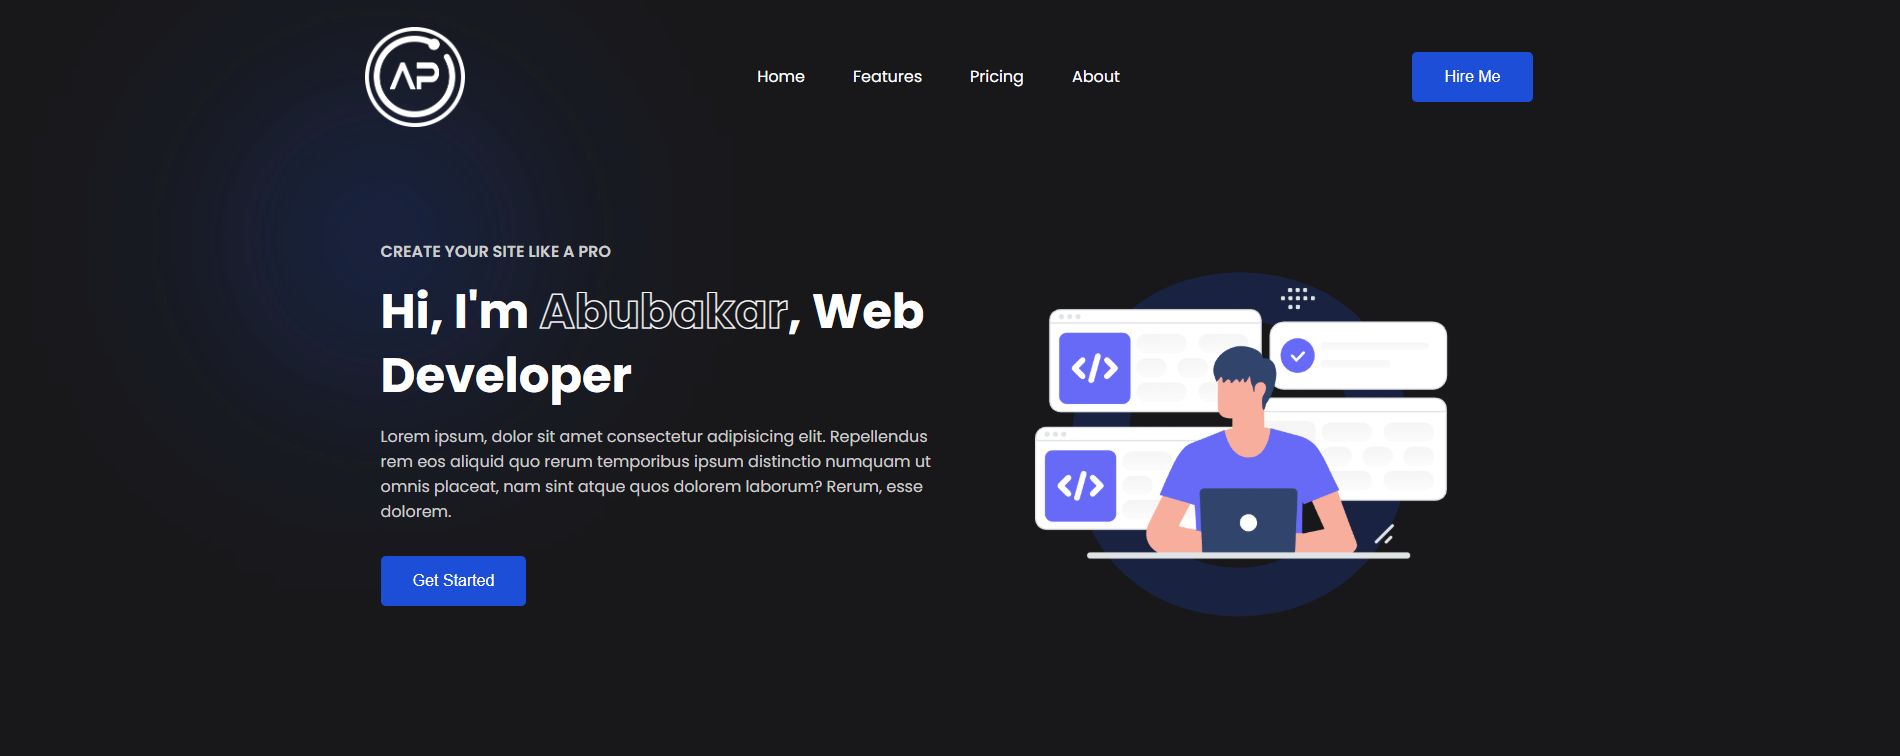 AP
Home Features Pricing About
Hire Me
CREATE YOUR SITE LIKE A PRO
Hi, I'm Abubakar, Web
Developer
Lorem ipsum, dolor sit amet consectetur adipisicing elit. Repellendus
rem eos aliquid quo rerum temporibus ipsum distinctio numquam ut
omnis placeat, nam sint atque quos dolorem laborum? Rerum, esse
dolorem.
</>
</>
Get Started